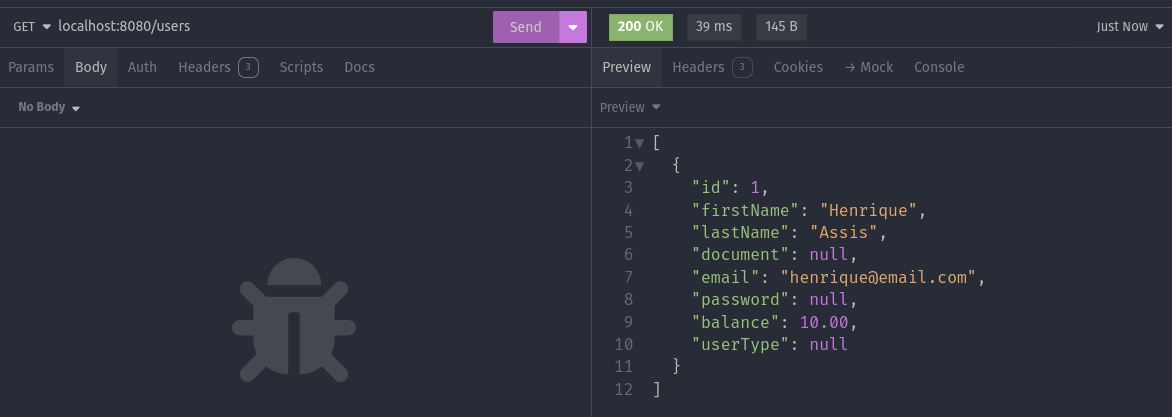 GET localhost:8080/users Send 200 OK 39 ms 145 B Just Now
Params Body Auth Headers 3 Scripts Docs Preview Headers 3 Cookies → Mock Console
No Body Preview
1 [
2 {
3 "id": 1,
4 "firstName": "Henrique",
5 "lastName": "Assis",
6 "document": null,
7 "email": "henrique@email.com",
8 "password": null,
9 "balance": 10.00,
10 "userType": null
11 }
12 ]